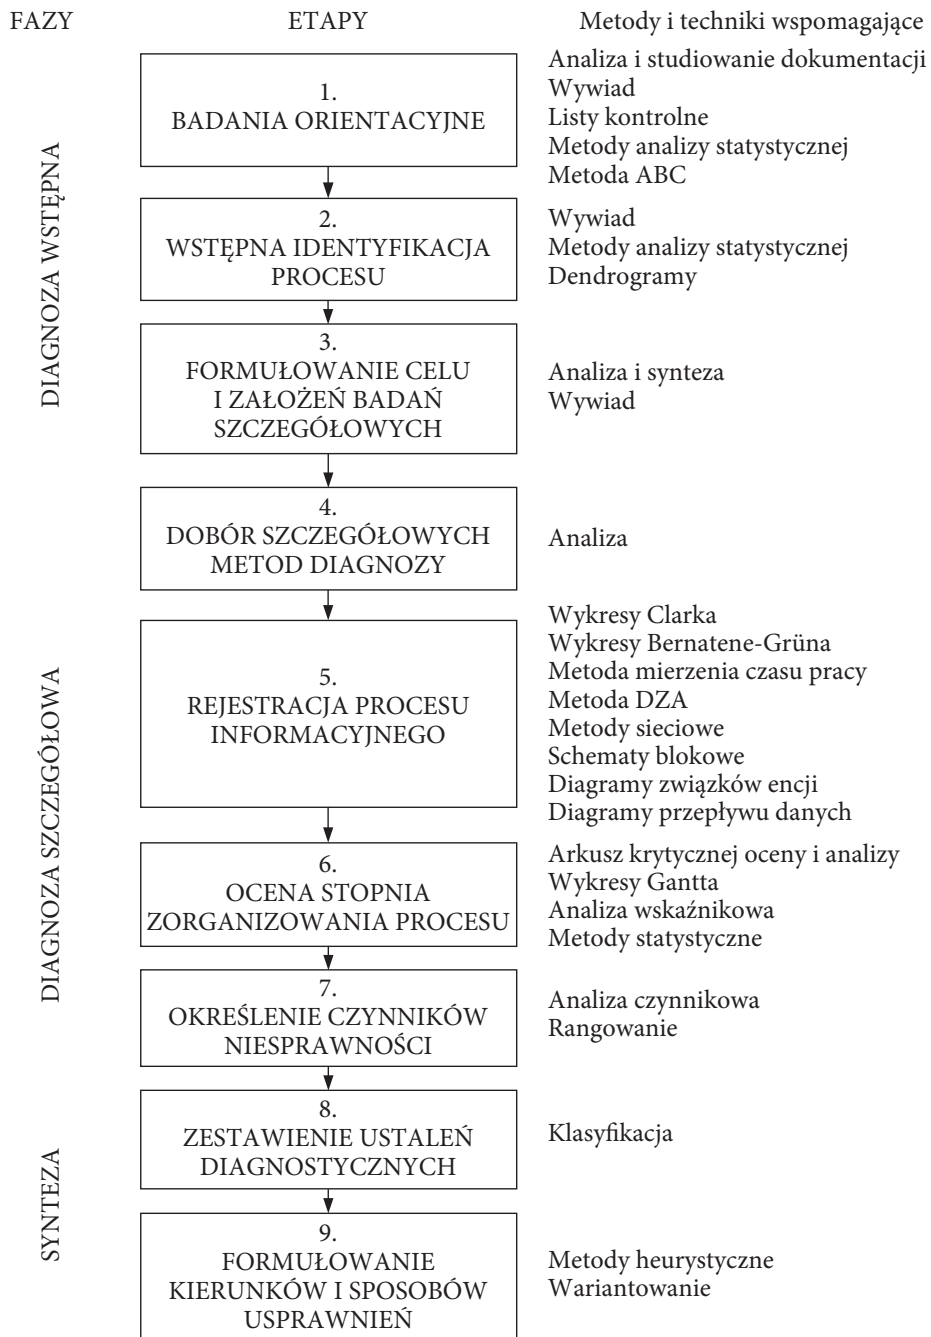 FAZY
ETAPY
Metody i techniki wspomagające
DIAGNOZA WSTĘPNA
1.
BADANIA ORIENTACYJNE
Analiza i studiowanie dokumentacji
Wywiad
Listy kontrolne
Metody analizy statystycznej
Metoda ABC
2.
WSTĘPNA IDENTYFIKACJA
PROCESU
Wywiad
Metody analizy statystycznej
Dendrogramy
3.
FORMUŁOWANIE CELU
I ZAŁOŻEŃ BADAŃ
SZCZEGÓŁOWYCH
Analiza i synteza
Wywiad
DIAGNOZA SZCZEGÓŁOWA
4.
DOBÓR SZCZEGÓŁOWYCH
METOD DIAGNOZY
Analiza
5.
REJESTRACJA PROCESU
INFORMACYJNEGO
Wykresy Clarka
Wykresy Bernatene-Grüna
Metoda mierzenia czasu pracy
Metoda DZA
Metody sieciowe
Schematy blokowe
Diagramy związków encji
Diagramy przepływu danych
6.
OCENA STOPNIA
ZORGANIZOWANIA PROCESU
Arkusz krytycznej oceny i analizy
Wykresy Gantta
Analiza wskaźnikowa
Metody statystyczne
7.
OKREŚLENIE CZYNNIKÓW
NIESPRAWNOŚCI
Analiza czynnikowa
Rangowanie
SYNTEZA
8.
ZESTAWIENIE USTALEŃ
DIAGNOSTYCZNYCH
Klasyfikacja
9.
FORMUŁOWANIE
KIERUNKÓW I SPOSOBÓW
USPRAWNIEŃ
Metody heurystyczne
Wariantowanie